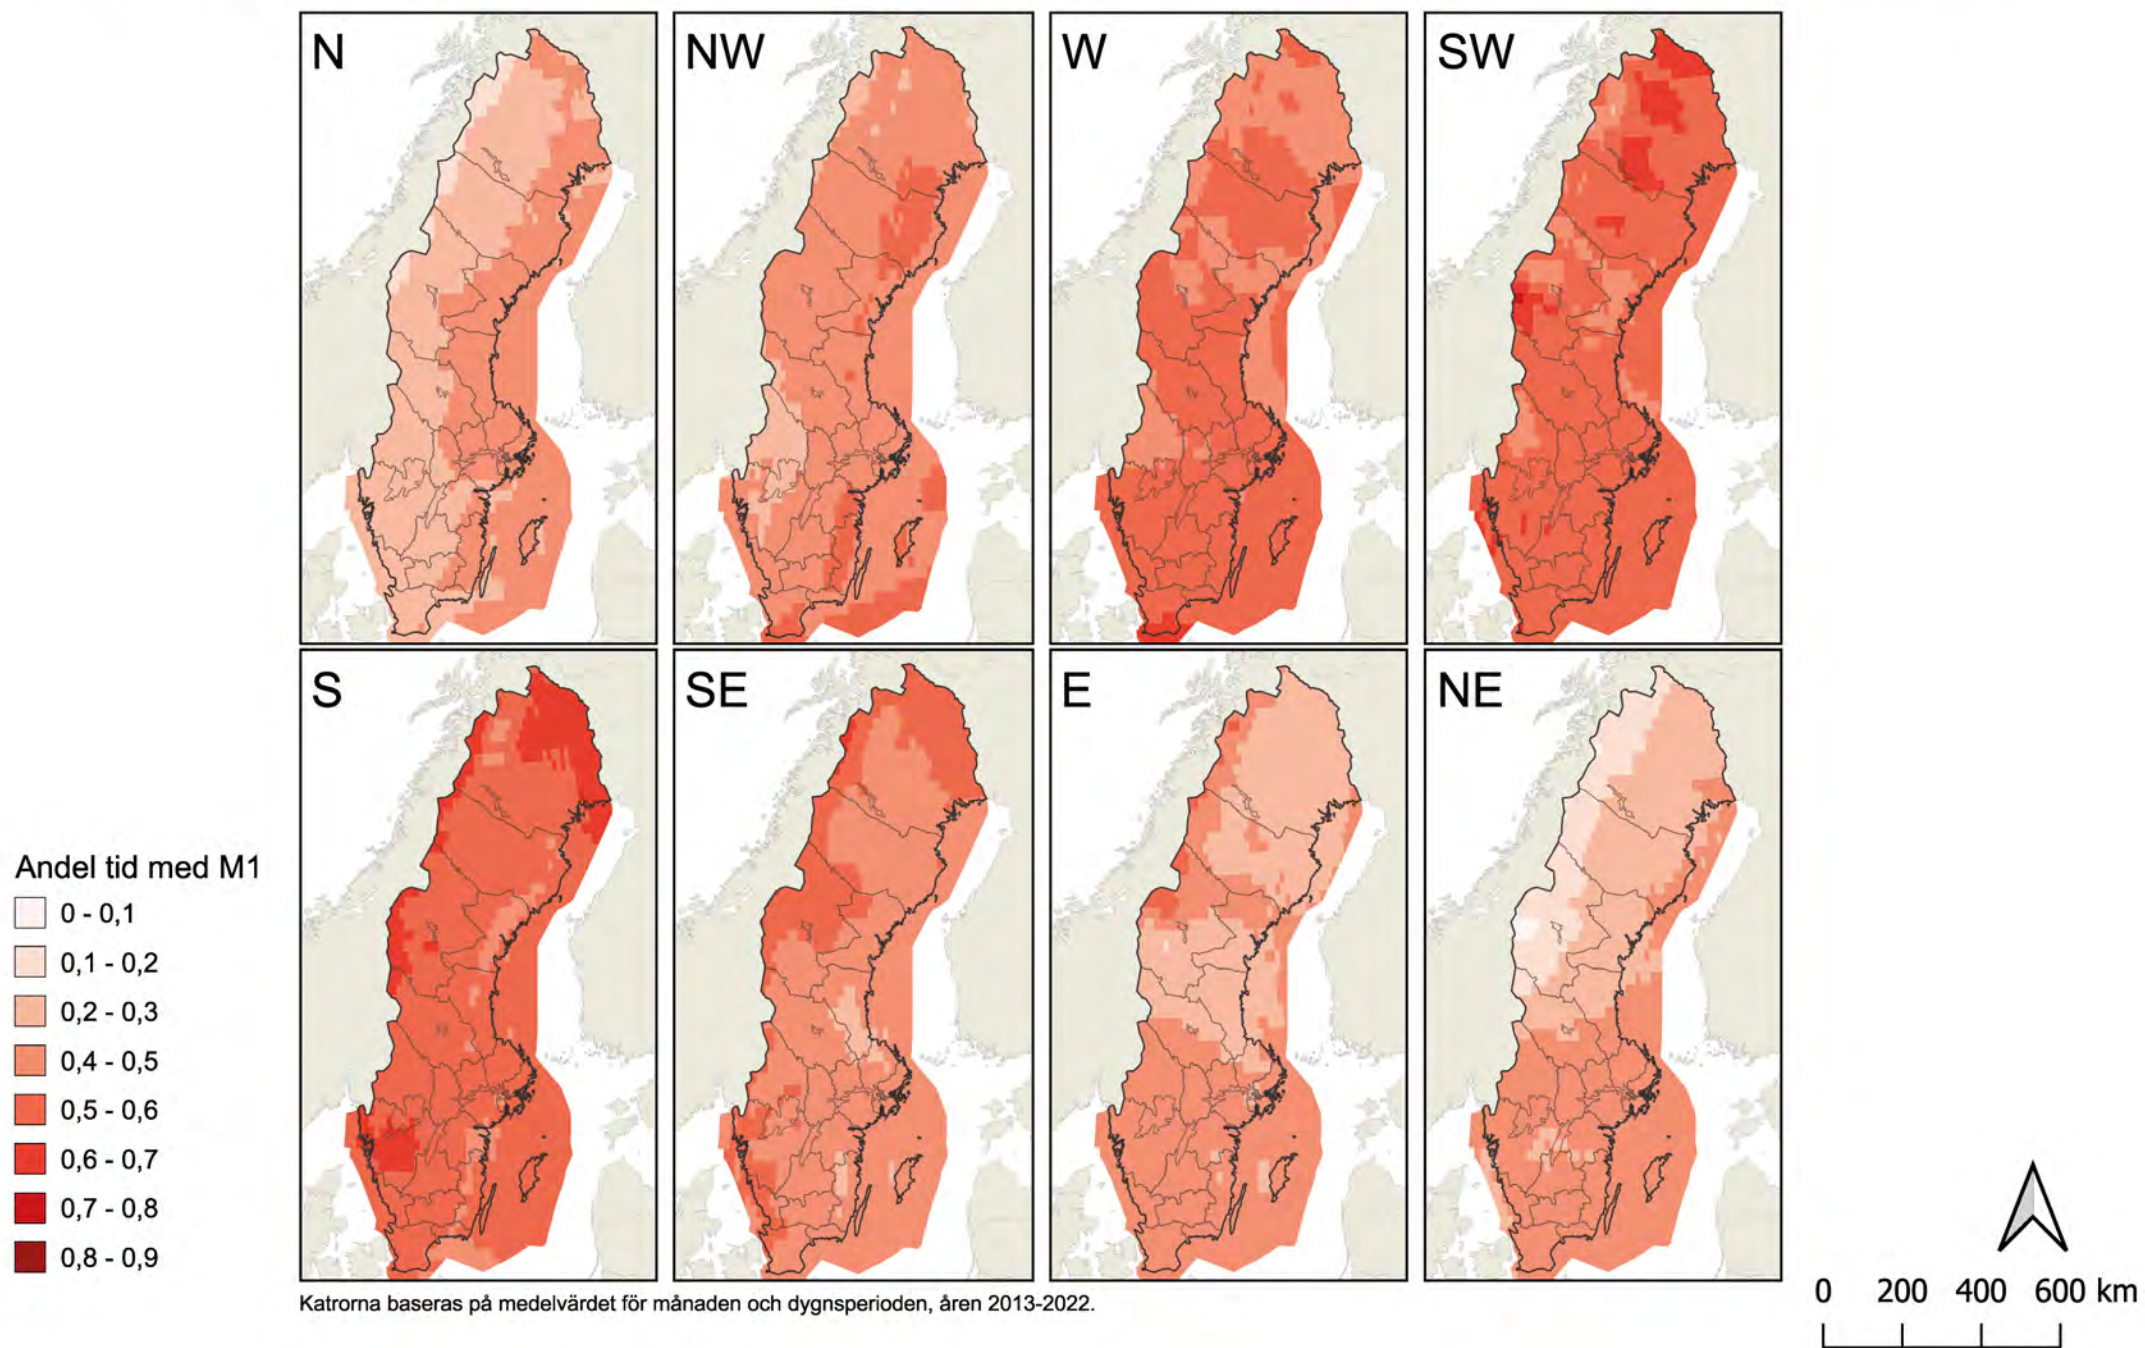 N
NW
W
SW
S
SE
E
NE
Andel tid med M1
0 - 0,1
0,1 - 0,2
0,2 - 0,3
0,4 - 0,5
0,5 - 0,6
0,6 - 0,7
0,7 - 0,8
0,8 - 0,9
Katrorna baseras på medelvärdet för månaden och dygnsperioden, åren 2013-2022.
0 200 400 600 km